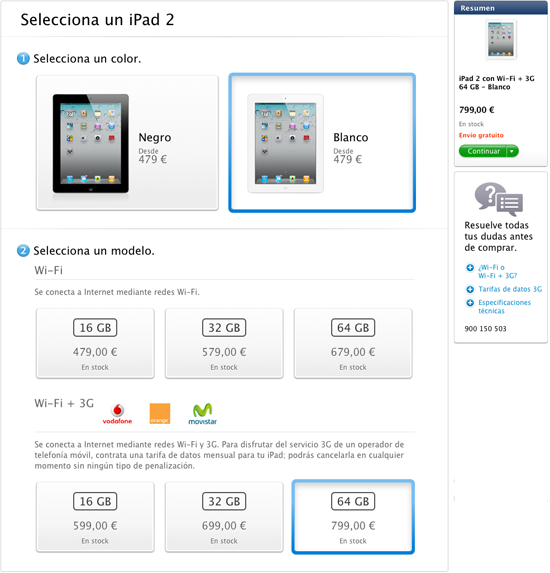 Selecciona un iPad 2
1 Selecciona un color.
Negro
Desde
479 €
Blanco
Desde
479 €
2 Selecciona un modelo.
Wi-Fi
Se conecta a Internet mediante redes Wi-Fi.
16 GB
479,00 €
En stock
32 GB
579,00 €
En stock
64 GB
679,00 €
En stock
Wi-Fi + 3G
vodafone
orange
movistar
Se conecta a Internet mediante redes Wi-Fi y 3G. Para disfrutar del servicio 3G de un operador de
telefonía móvil, contrata una tarifa de datos mensual para tu iPad; podrás cancelarla en cualquier
momento sin ningún tipo de penalización.
16 GB
599,00 €
En stock
32 GB
699,00 €
En stock
64 GB
799,00 €
En stock
Resumen
iPad 2 con Wi-Fi + 3G
64 GB - Blanco
799,00 €
En stock
Envío gratuito
Continuar
Resuelve todas
tus dudas antes
de comprar.
¿Wi-Fi o
Wi-Fi + 3G?
Tarifas de datos 3G
Especificaciones
técnicas
900 150 503